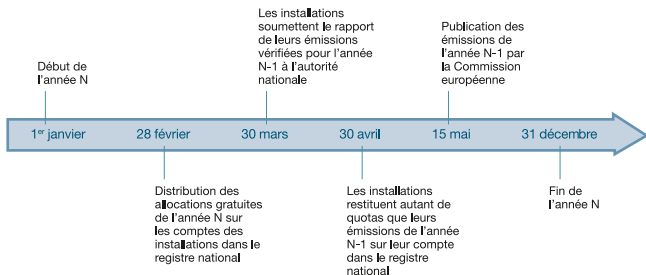 Début de
l'année N
Les installations
soumettent le rapport
de leurs émissions
vérifiées pour l'année
N-1 à l'autorité
nationale
Publication des
émissions de
l'année N-1 par
la Commission
européenne
1er janvier
28 février
30 mars
30 avril
15 mai
31 décembre
Distribution des
allocations gratuites
de l'année N sur
les comptes des
installations dans le
registre national
Les installations
restituent autant de
quotas que leurs
émissions de l'année
N-1 sur leur compte
dans le registre
national
Fin de
l'année N